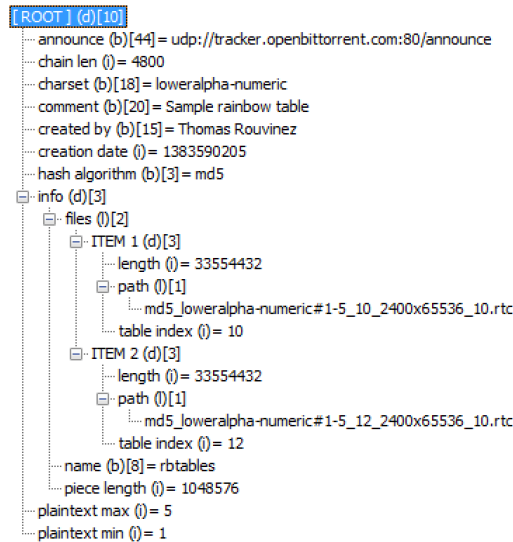 [ ROOT ] (d)[10]
announce (b)[44]= udp://tracker.openbittorrent.com:80/announce
chain len (i)= 4800
charset (b)[18]= loweralpha-numeric
comment (b)[20]= Sample rainbow table
created by (b)[15]= Thomas Rouvinez
creation date (i)= 1383590205
hash algorithm (b)[3]= md5
info (d)[3]
files (l)[2]
ITEM 1 (d)[3]
length (i)= 33554432
path (l)[1]
md5_loweralpha-numeric#1-5_10_2400x65536_10.rtc
table index (i)= 10
ITEM 2 (d)[3]
length (i)= 33554432
path (l)[1]
md5_loweralpha-numeric#1-5_12_2400x65536_10.rtc
table index (i)= 12
name (b)[8]= rbtables
piece length (i)= 1048576
plaintext max (i)= 5
plaintext min (i)= 1